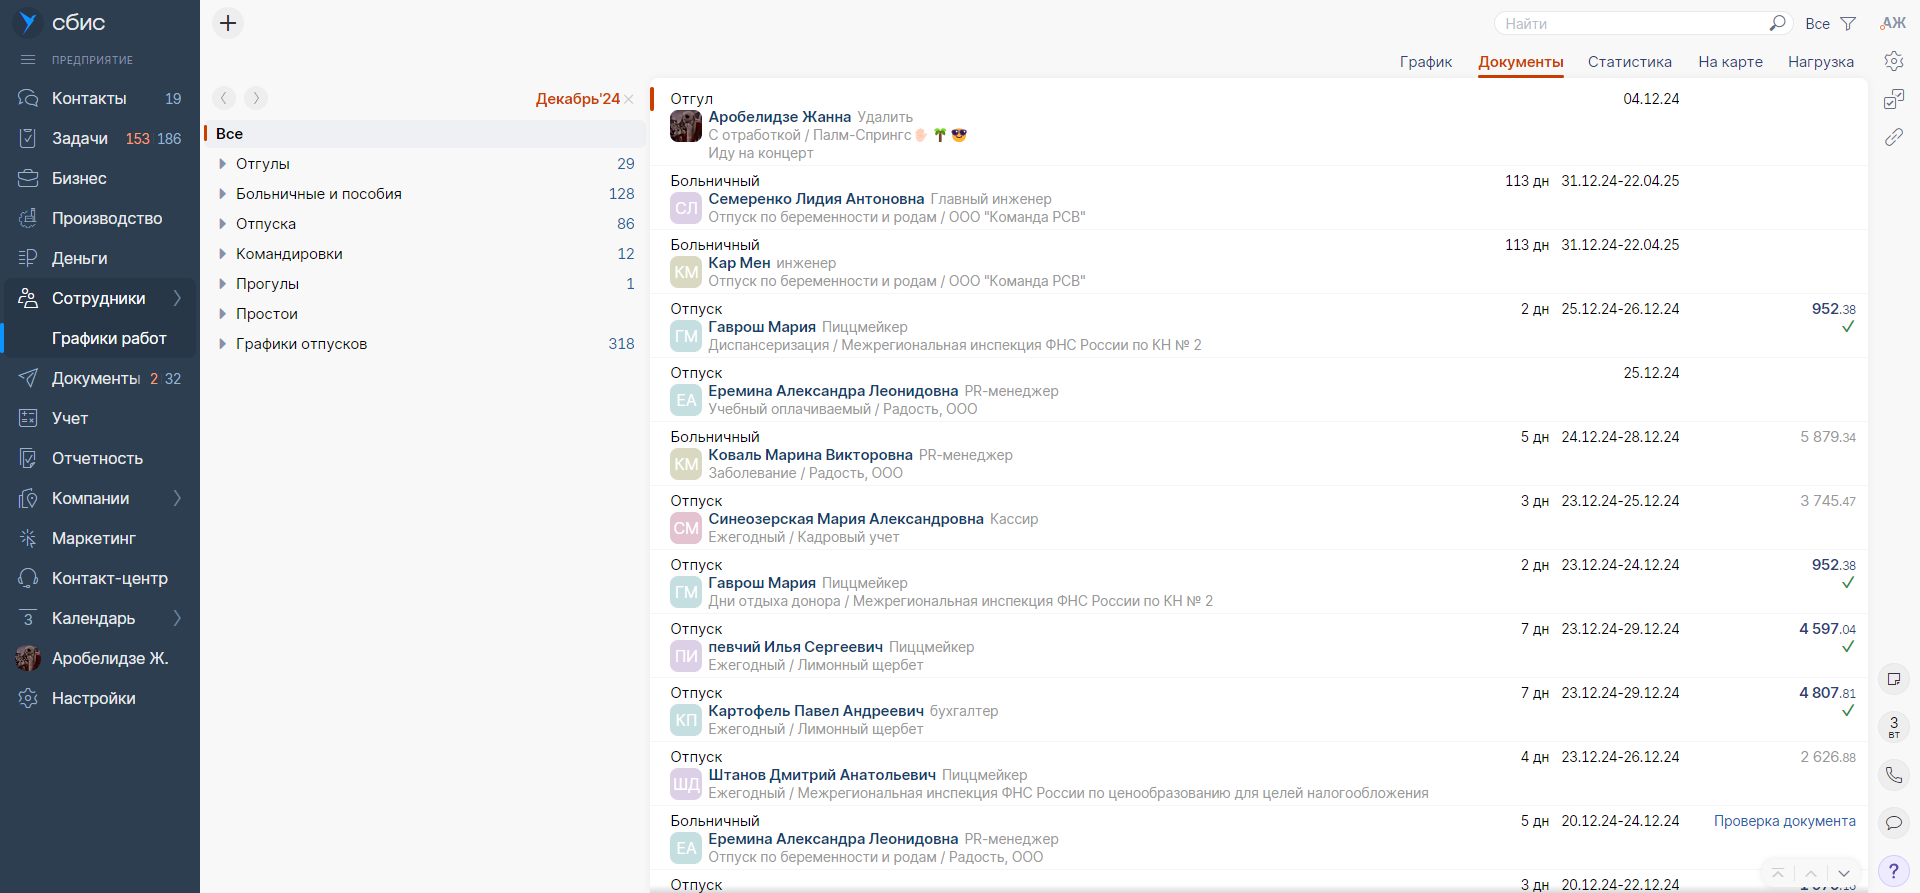 сбис
ПРЕДПРИЯТИЕ
Контакты 19
Задачи 153 186
Бизнес
Производство
Деньги
Сотрудники
Графики работ
Документы 2 32
Учет
Отчетность
Компании
Маркетинг
Контакт-центр
3 Календарь
Аробелидзе Ж.
Настройки
Найти
Все
АЖ
График Документы Статистика На карте Нагрузка
Декабрь'24
Все
Отгулы 29
Больничные и пособия 128
Отпуска 86
Командировки 12
Прогулы 1
Простои
Графики отпусков 318
Отгул 04.12.24
Аробелидзе Жанна Удалить
С отработкой / Палм-Спрингс✋🏻 🌴 😎
Иду на концерт
Больничный 113 дн 31.12.24-22.04.25
СЛ Семеренко Лидия Антоновна Главный инженер
Отпуск по беременности и родам / ООО "Команда РСВ"
Больничный 113 дн 31.12.24-22.04.25
КМ Кар Мен инженер
Отпуск по беременности и родам / ООО "Команда РСВ"
Отпуск 2 дн 25.12.24-26.12.24 952.38
ГМ Гаврош Мария Пиццмейкер
Диспансеризация / Межрегиональная инспекция ФНС России по КН № 2
Отпуск 25.12.24
ЕА Еремина Александра Леонидовна PR-менеджер
Учебный оплачиваемый / Радость, ООО
Больничный 5 дн 24.12.24-28.12.24 5 879.34
КМ Коваль Марина Викторовна PR-менеджер
Заболевание / Радость, ООО
Отпуск 3 дн 23.12.24-25.12.24 3 745.47
СМ Синеозерская Мария Александровна Кассир
Ежегодный / Кадровый учет
Отпуск 2 дн 23.12.24-24.12.24 952.38
ГМ Гаврош Мария Пиццмейкер
Дни отдыха донора / Межрегиональная инспекция ФНС России по КН № 2
Отпуск 7 дн 23.12.24-29.12.24 4 597.04
ПИ певчий Илья Сергеевич Пиццмейкер
Ежегодный / Лимонный щербет
Отпуск 7 дн 23.12.24-29.12.24 4 807.81
КП Картофель Павел Андреевич бухгалтер
Ежегодный / Лимонный щербет
Отпуск 4 дн 23.12.24-26.12.24 2 626.88
ШД Штанов Дмитрий Анатольевич Пиццмейкер
Ежегодный / Межрегиональная инспекция ФНС России по ценообразованию для целей налогообложения
Больничный 5 дн 20.12.24-24.12.24 Проверка документа
ЕА Еремина Александра Леонидовна PR-менеджер
Отпуск по беременности и родам / Радость, ООО
Отпуск 3 дн 20.12.24-22.12.24
3
ВТ
?